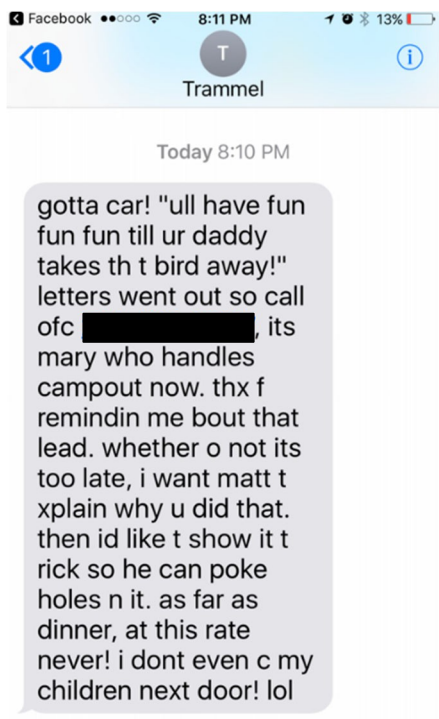 Facebook 8:11 PM 13%
1
T
Trammel
Today 8:10 PM
gotta car! "ull have fun
fun fun till ur daddy
takes th t bird away!"
letters went out so call
ofc , its
mary who handles
campout now. thx f
remindin me bout that
lead. whether o not its
too late, i want matt t
xplain why u did that.
then id like t show it t
rick so he can poke
holes n it. as far as
dinner, at this rate
never! i dont even c my
children next door! lol